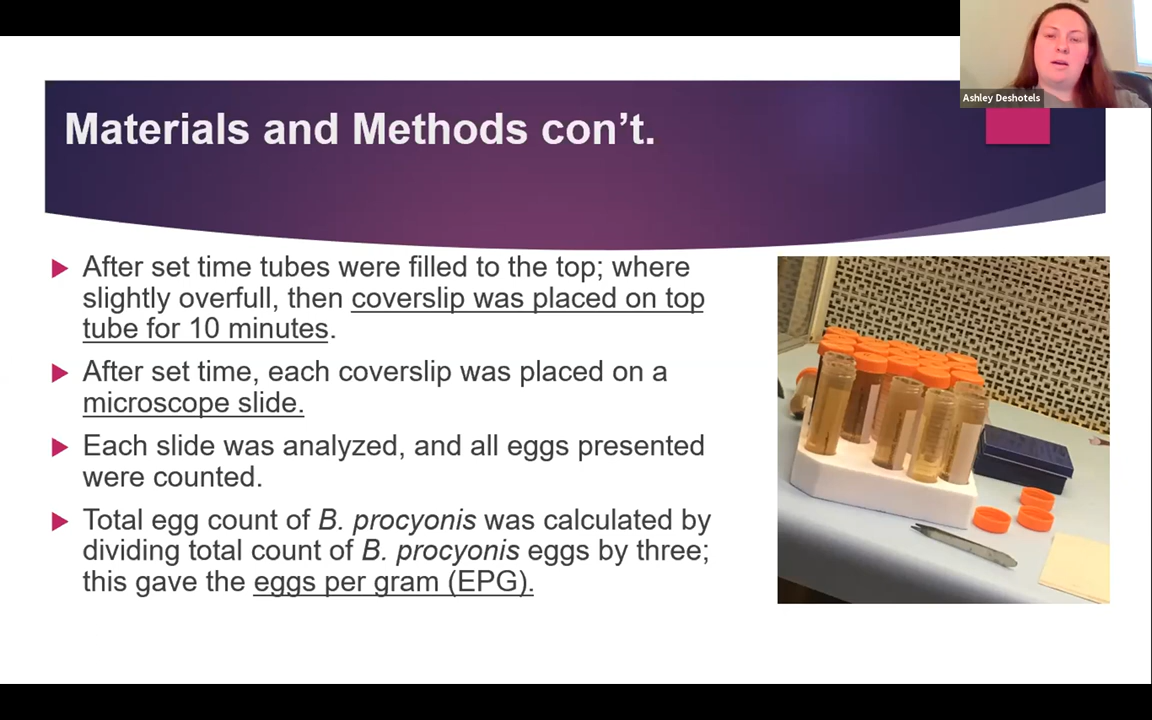 Ashley Deshotels
Materials and Methods con’t.
After set time tubes were filled to the top; where
slightly overfull, then coverslip was placed on top
tube for 10 minutes.
After set time, each coverslip was placed on a
microscope slide.
Each slide was analyzed, and all eggs presented
were counted.
Total egg count of B. procyonis was calculated by
dividing total count of B. procyonis eggs by three;
this gave the eggs per gram (EPG).